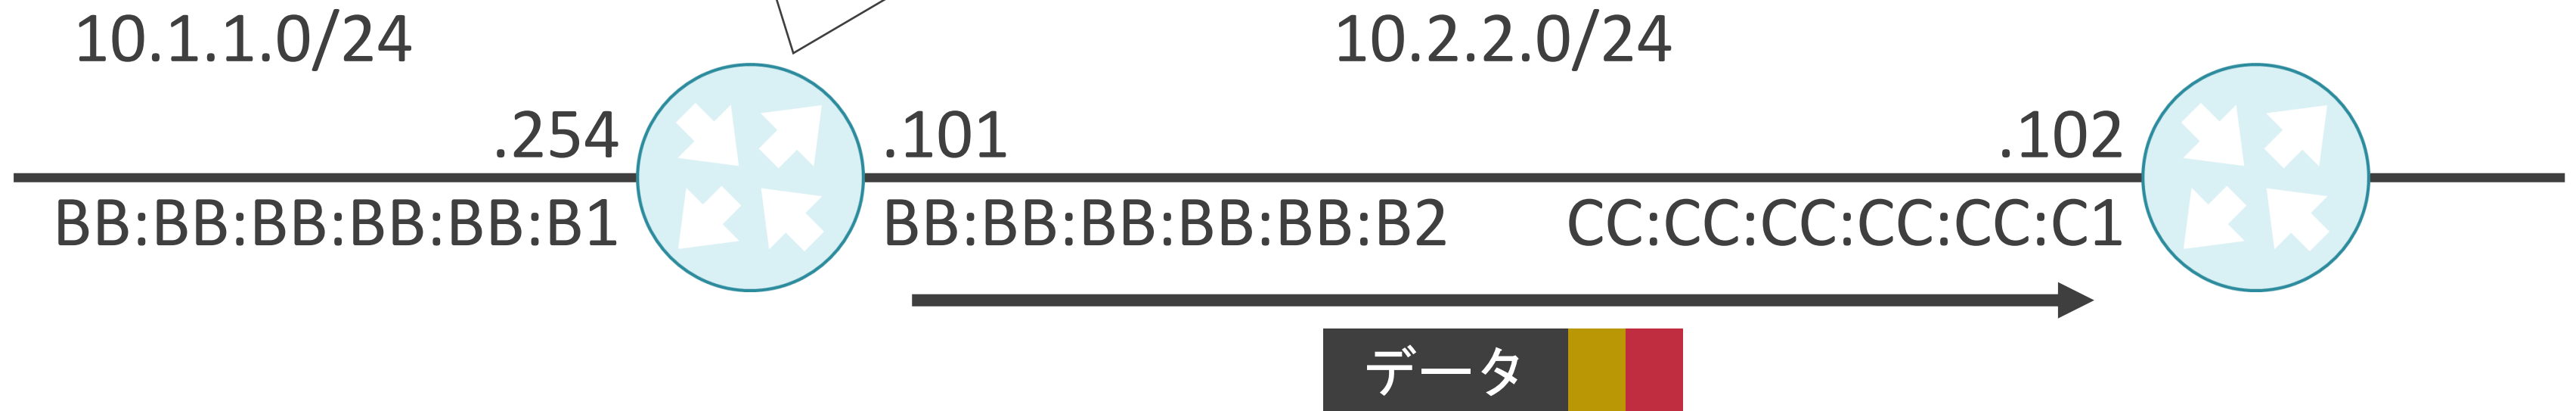 10.1.1.0/24
10.2.2.0/24
.254
.101
.102
BB:BB:BB:BB:BB:B1
BB:BB:BB:BB:BB:B2
CC:CC:CC:CC:CC:C1
データ